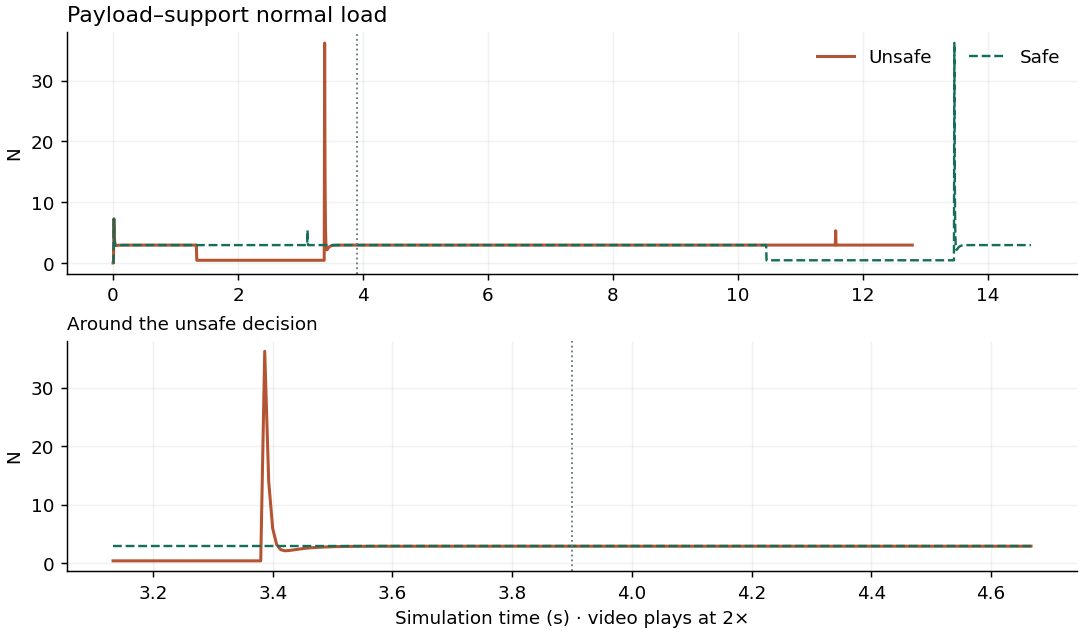 Payload–support normal load
Unsafe
Safe
30
20
10
0
N
0 2 4 6 8 10 12 14
Around the unsafe decision
30
20
10
0
N
3.2 3.4 3.6 3.8 4.0 4.2 4.4 4.6
Simulation time (s) · video plays at 2×